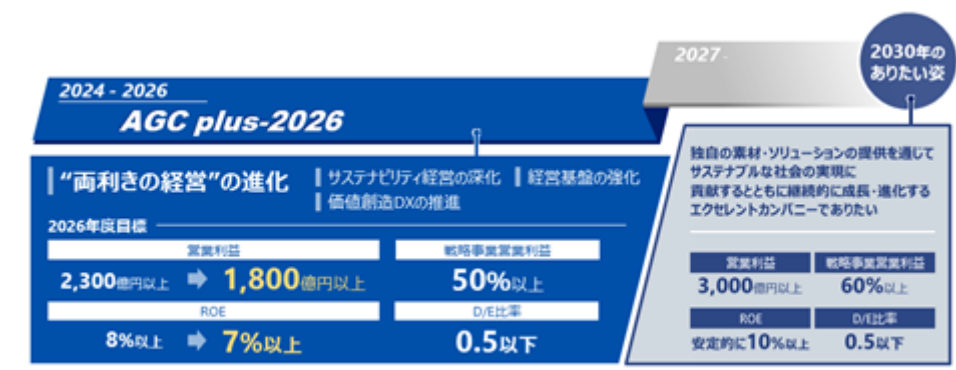 2027 -
2030年の
ありたい姿
2024 - 2026
AGC plus-2026
“両利きの経営”の進化
サステナビリティ経営の深化
経営基盤の強化
価値創造DXの推進
2026年度目標
営業利益
戦略事業営業利益
2,300億円以上 ➡ 1,800億円以上
50%以上
ROE
D/E比率
8%以上 ➡ 7%以上
0.5以下
独自の素材・ソリューションの提供を通じて
サステナブルな社会の実現に
貢献するとともに継続的に成長・進化する
エクセレントカンパニーでありたい
営業利益
戦略事業営業利益
3,000億円以上
60%以上
ROE
D/E比率
安定的に10%以上
0.5以下